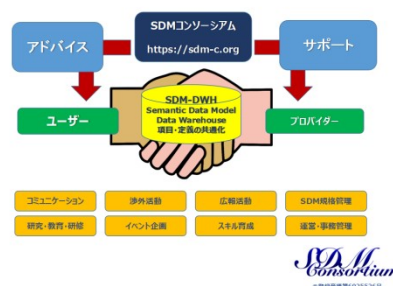 SDMコンソーシアム
https://sdm-c.org
アドバイス
サポート
SDM-DWH
Semantic Data Model
Data Warehouse
項目・定義の共通化
ユーザー
プロバイダー
コミュニケーション
渉外活動
広報活動
SDM規格管理
研究・教育・研修
イベント企画
スキル育成
運営・事務管理
SDM
Consortium